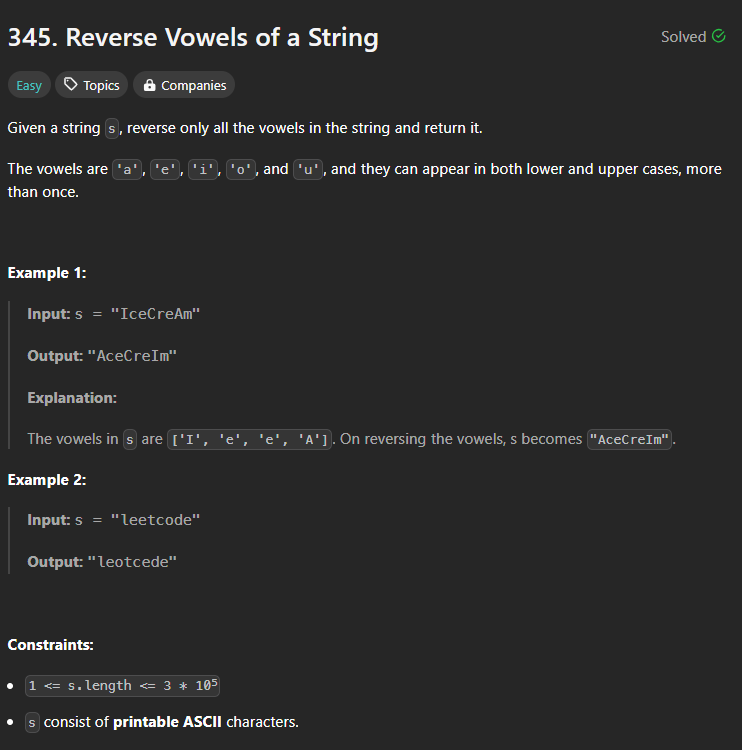 345. Reverse Vowels of a String
Solved
Easy
Topics
Companies
Given a string s, reverse only all the vowels in the string and return it.
The vowels are 'a', 'e', 'i', 'o', and 'u', and they can appear in both lower and upper cases, more
than once.
Example 1:
Input: s = "IceCreAm"
Output: "AceCreIm"
Explanation:
The vowels in s are ['I', 'e', 'e', 'A']. On reversing the vowels, s becomes "AceCreIm".
Example 2:
Input: s = "leetcode"
Output: "leotcede"
Constraints:
• 1 <= s.length <= 3 * 10⁵
• s consist of printable ASCII characters.